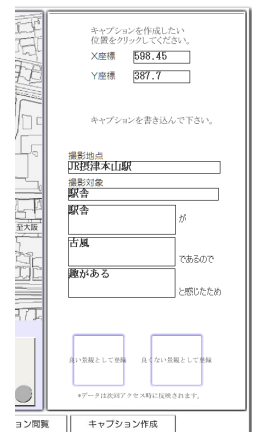 キャプションを作成したい
位置をクリックしてください。
X座標 598.45
Y座標 387.7
キャプションを書き込んで下さい。
撮影地点
JR摂津本山駅
撮影対象
駅舎
駅舎
が
古風
であるので
趣がある
と感じたため
至大阪
良い景観として登録
良くない景観として登録
*データは次回アクセス時に反映されます。
ョン閲覧
キャプション作成